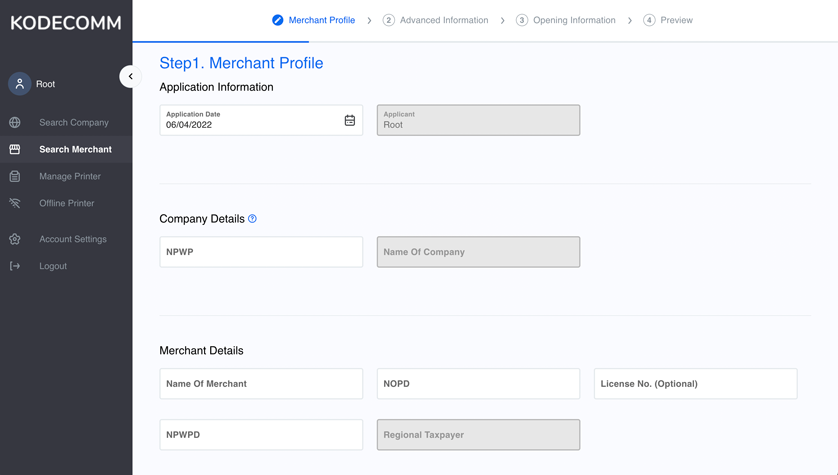 KODECOMM
Root
Search Company
Search Merchant
Manage Printer
Offline Printer
Account Settings
Logout
Merchant Profile
2 Advanced Information
3 Opening Information
4 Preview
Step1. Merchant Profile
Application Information
Application Date
06/04/2022
Applicant
Root
Company Details
NPWP
Name Of Company
Merchant Details
Name Of Merchant
NOPD
License No. (Optional)
NPWPD
Regional Taxpayer